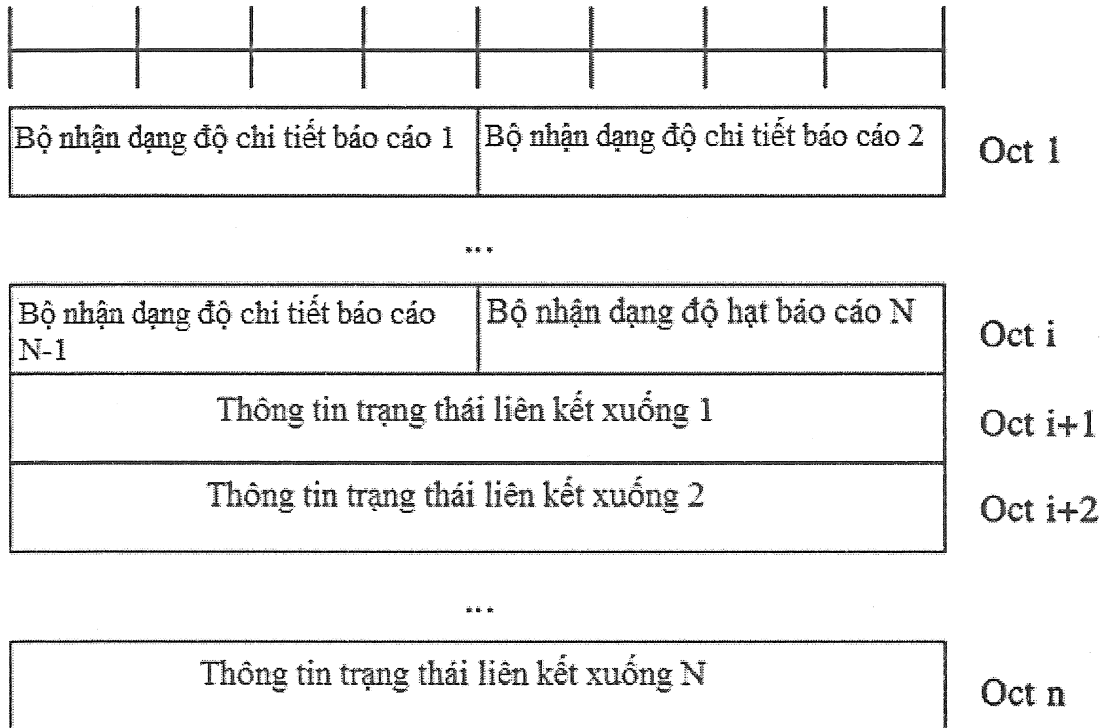 Bộ nhận dạng độ chi tiết báo cáo 1 Bộ nhận dạng độ chi tiết báo cáo 2 Oct 1
...
Bộ nhận dạng độ chi tiết báo cáo N-1 Bộ nhận dạng độ hạt báo cáo N Oct i
Thông tin trạng thái liên kết xuống 1 Oct i+1
Thông tin trạng thái liên kết xuống 2 Oct i+2
...
Thông tin trạng thái liên kết xuống N Oct n